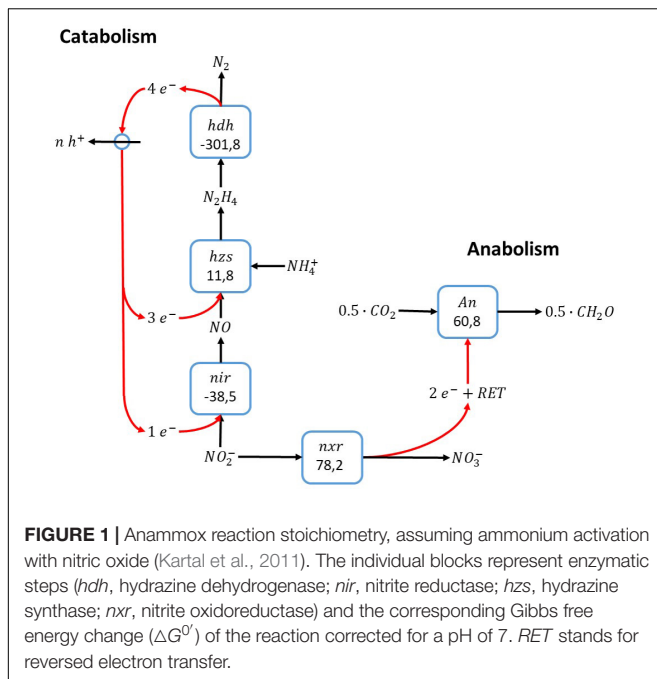 Catabolism
N₂
4 e⁻
hdh
-301,8
n h⁺
N₂H₄
Anabolism
hzs
11,8
NH₄⁺
An
60,8
0.5 · CO₂
0.5 · CH₂O
3 e⁻
NO
nir
-38,5
2 e⁻ + RET
1 e⁻
nxr
78,2
NO₂⁻
NO₃⁻
FIGURE 1 | Anammox reaction stoichiometry, assuming ammonium activation
with nitric oxide (Kartal et al., 2011). The individual blocks represent enzymatic
steps (hdh, hydrazine dehydrogenase; nir, nitrite reductase; hzs, hydrazine
synthase; nxr, nitrite oxidoreductase) and the corresponding Gibbs free
energy change (△G⁰′) of the reaction corrected for a pH of 7. RET stands for
reversed electron transfer.